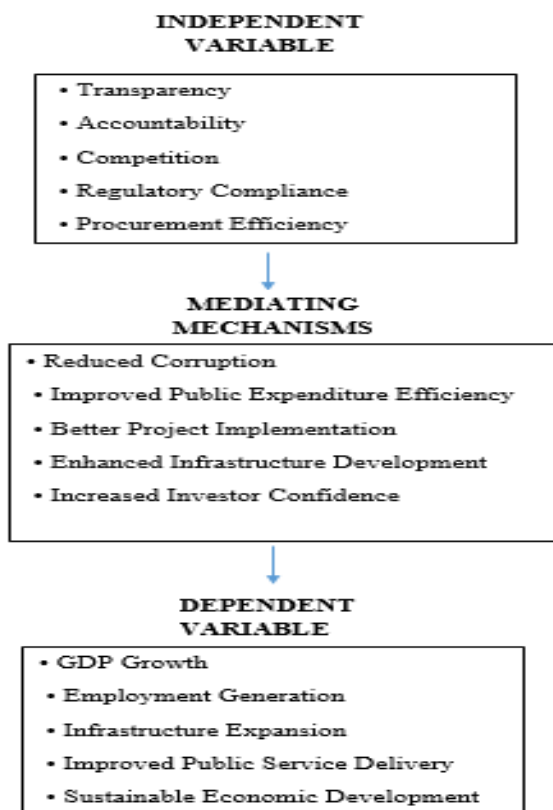 INDEPENDENT
VARIABLE
• Transparency
• Accountability
• Competition
• Regulatory Compliance
• Procurement Efficiency
MEDIATING
MECHANISMS
• Reduced Corruption
• Improved Public Expenditure Efficiency
• Better Project Implementation
• Enhanced Infrastructure Development
• Increased Investor Confidence
DEPENDENT
VARIABLE
• GDP Growth
• Employment Generation
• Infrastructure Expansion
• Improved Public Service Delivery
• Sustainable Economic Development